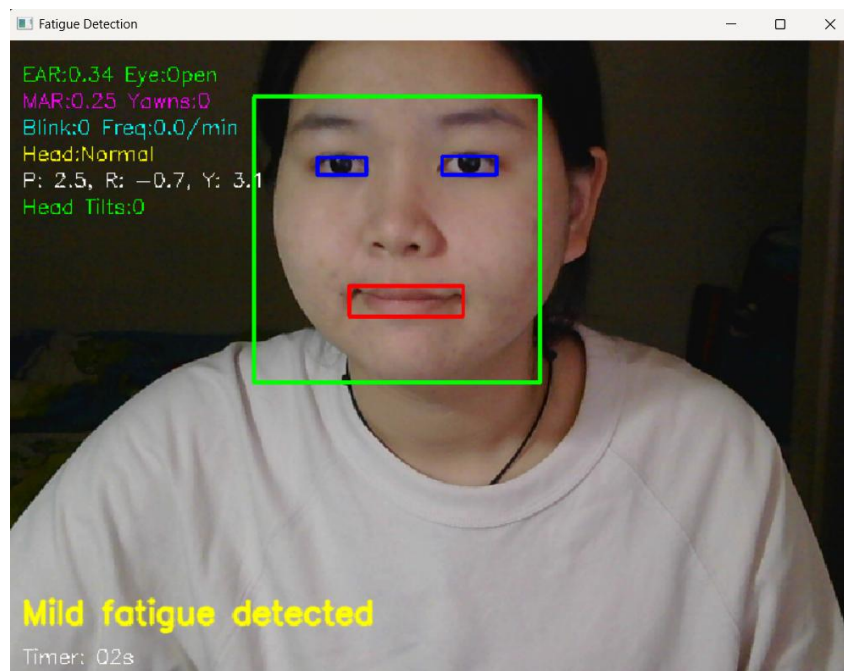 Fatigue Detection
EAR:0.34 Eye:Open
MAR:0.25 Yawns:0
Blink:0 Freq:0.0/min
Head:Normal
P: 2.5, R: -0.7, Y: 3.1
Head Tilts:0
Mild fatigue detected
Timer: 02s